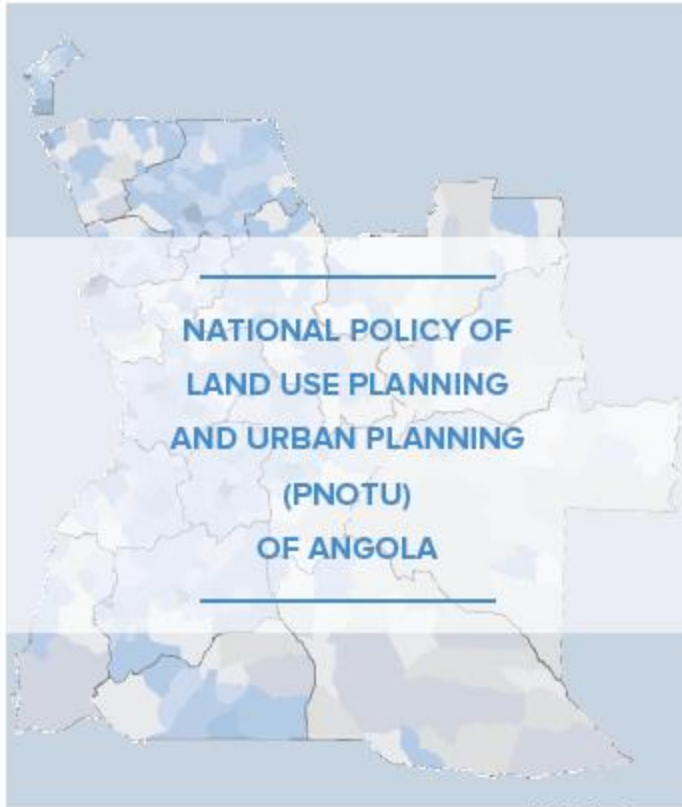 NATIONAL POLICY OF
LAND USE PLANNING
AND URBAN PLANNING
(PNOTU)
OF ANGOLA